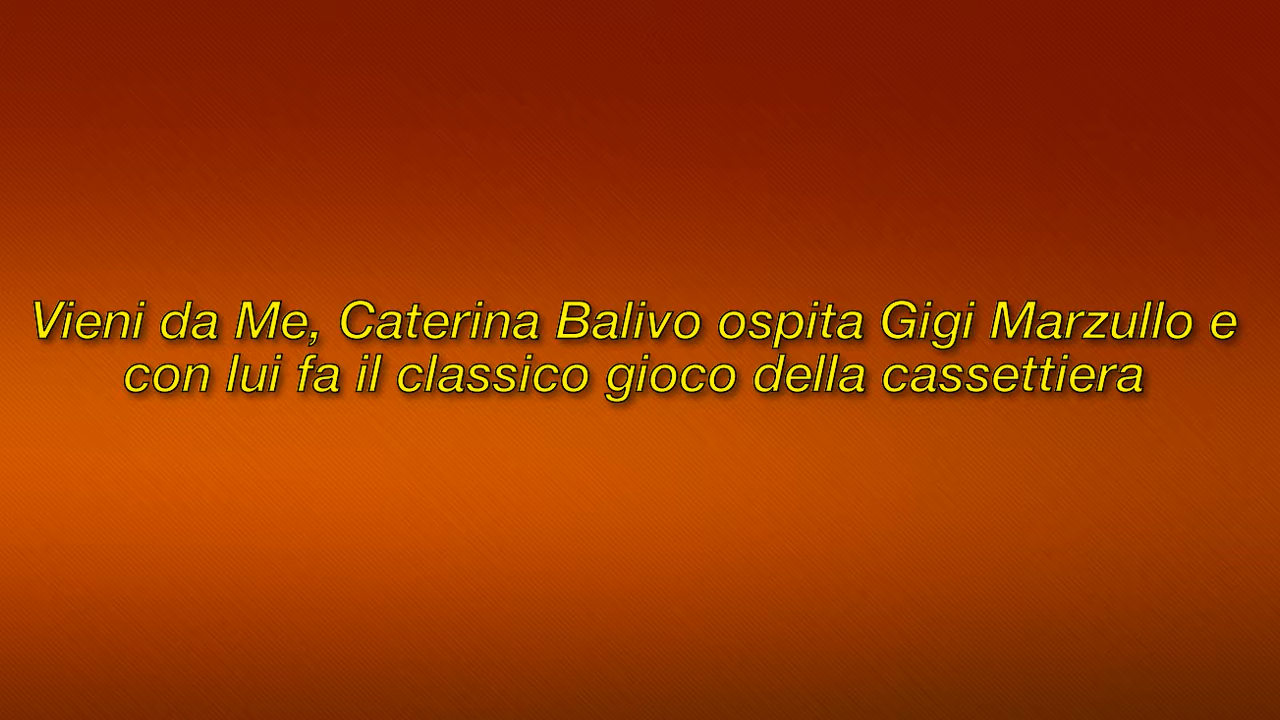 Vieni da Me, Caterina Balivo ospita Gigi Marzullo e
con lui fa il classico gioco della cassettiera